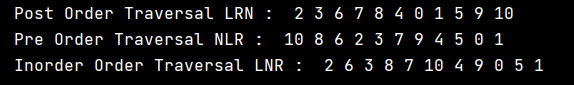 Post Order Traversal LRN :  2 3 6 7 8 4 0 1 5 9 10
Pre Order Traversal NLR :  10 8 6 2 3 7 9 4 5 0 1
Inorder Order Traversal LNR :  2 6 3 8 7 10 4 9 0 5 1